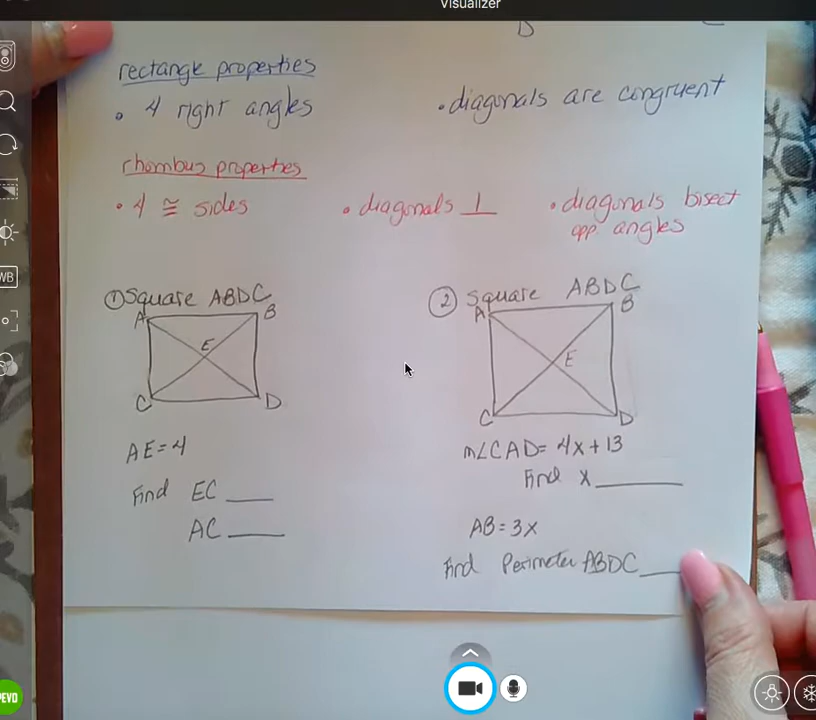 Visualizer
D
rectangle properties
• 4 right angles
• diagonals are congruent
rhombus properties
• 4 ≅ sides
• diagonals ⊥
• diagonals bisect
opp. angles
① Square ABDC
A B
E
C D
AE=4
Find EC ____
AC ____
② Square ABDC
A B
E
C D
m∠CAD= 4x+13
Find x ____
AB=3x
Find Perimeter ABDC ____
WB